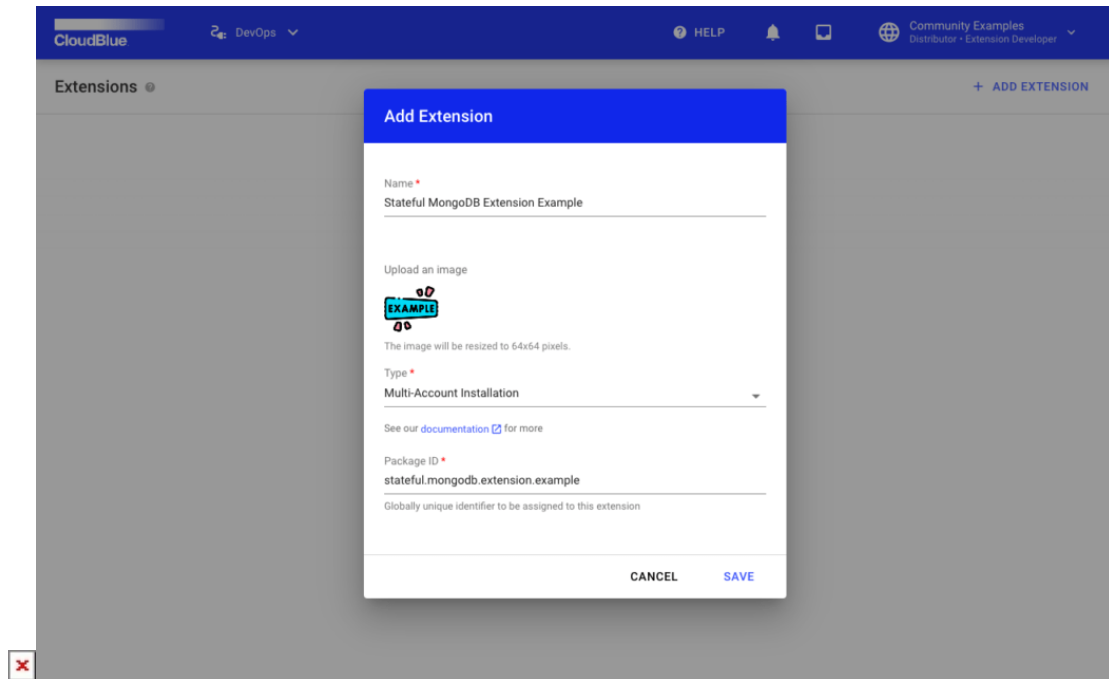 CloudBlue
DevOps
HELP
Community Examples
Distributor • Extension Developer
Extensions
+ ADD EXTENSION
Add Extension
Name *
Stateful MongoDB Extension Example
Upload an image
EXAMPLE
The image will be resized to 64x64 pixels.
Type *
Multi-Account Installation
See our documentation for more
Package ID *
stateful.mongodb.extension.example
Globally unique identifier to be assigned to this extension
CANCEL SAVE